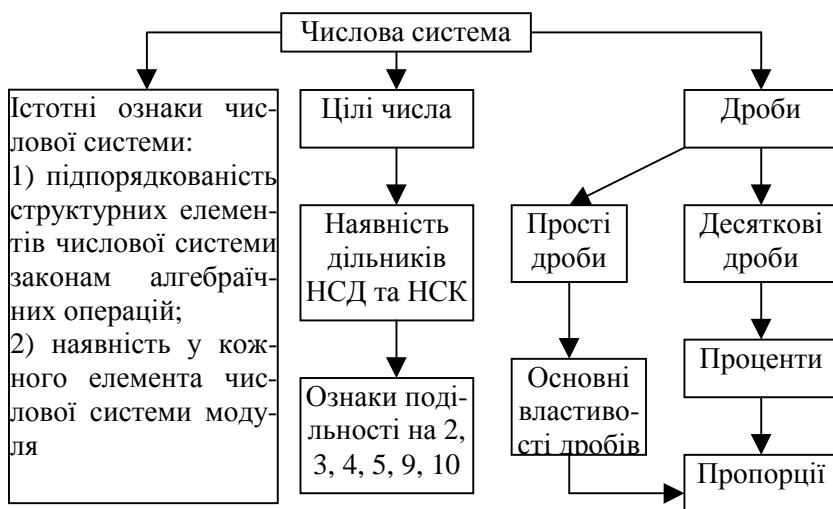 Числова система
Істотні ознаки чис-
лової системи:
1) підпорядкованість
структурних елемен-
тів числової системи
законам алгебраїч-
них операцій;
2) наявність у кож-
ного елемента чис-
лової системи моду-
ля
Цілі числа
Наявність
дільників
НСД та НСК
Ознаки поді-
льності на 2,
3, 4, 5, 9, 10
Дроби
Прості
дроби
Десяткові
дроби
Основні
властиво-
сті дробів
Проценти
Пропорції